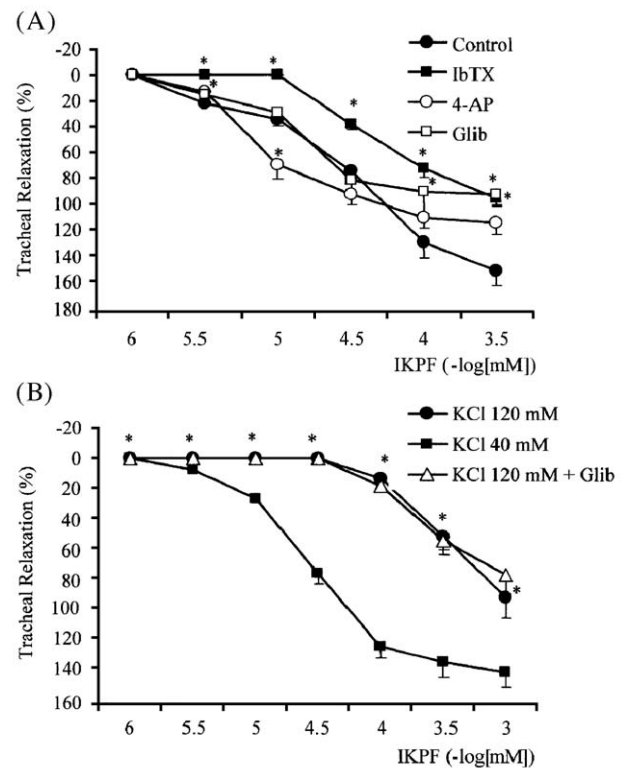 (A)
-20
0
20
40
60
80
100
120
140
160
180
Tracheal Relaxation (%)
* * * * * * * * *
Control
IbTX
4-AP
Glib
6 5.5 5 4.5 4 3.5
IKPF (-log[mM])
(B)
-20
0
20
40
60
80
100
120
140
160
Tracheal Relaxation (%)
* * * * * * *
KCl 120 mM
KCl 40 mM
KCl 120 mM + Glib
6 5.5 5 4.5 4 3.5 3
IKPF (-log[mM])